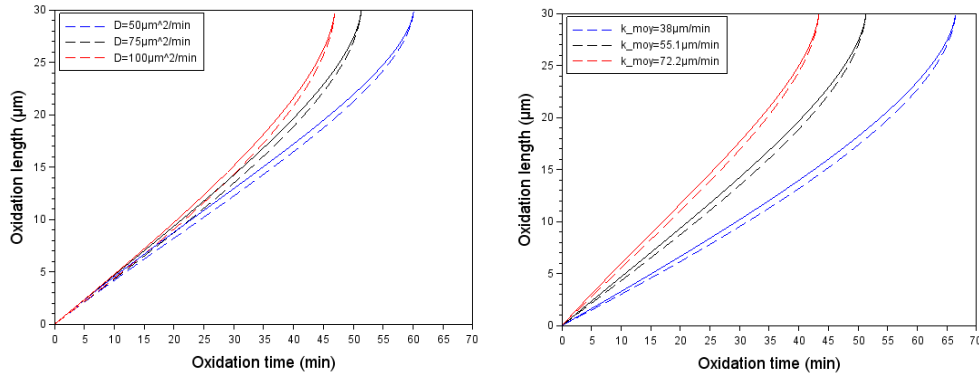 D=50µm^2/min
D=75µm^2/min
D=100µm^2/min
30
25
20
15
10
5
0
Oxidation length (µm)
0 5 10 15 20 25 30 35 40 45 50 55 60 65 70
Oxidation time (min)
k_moy=38µm/min
k_moy=55.1µm/min
k_moy=72.2µm/min
30
25
20
15
10
5
0
Oxidation length (µm)
0 5 10 15 20 25 30 35 40 45 50 55 60 65 70
Oxidation time (min)